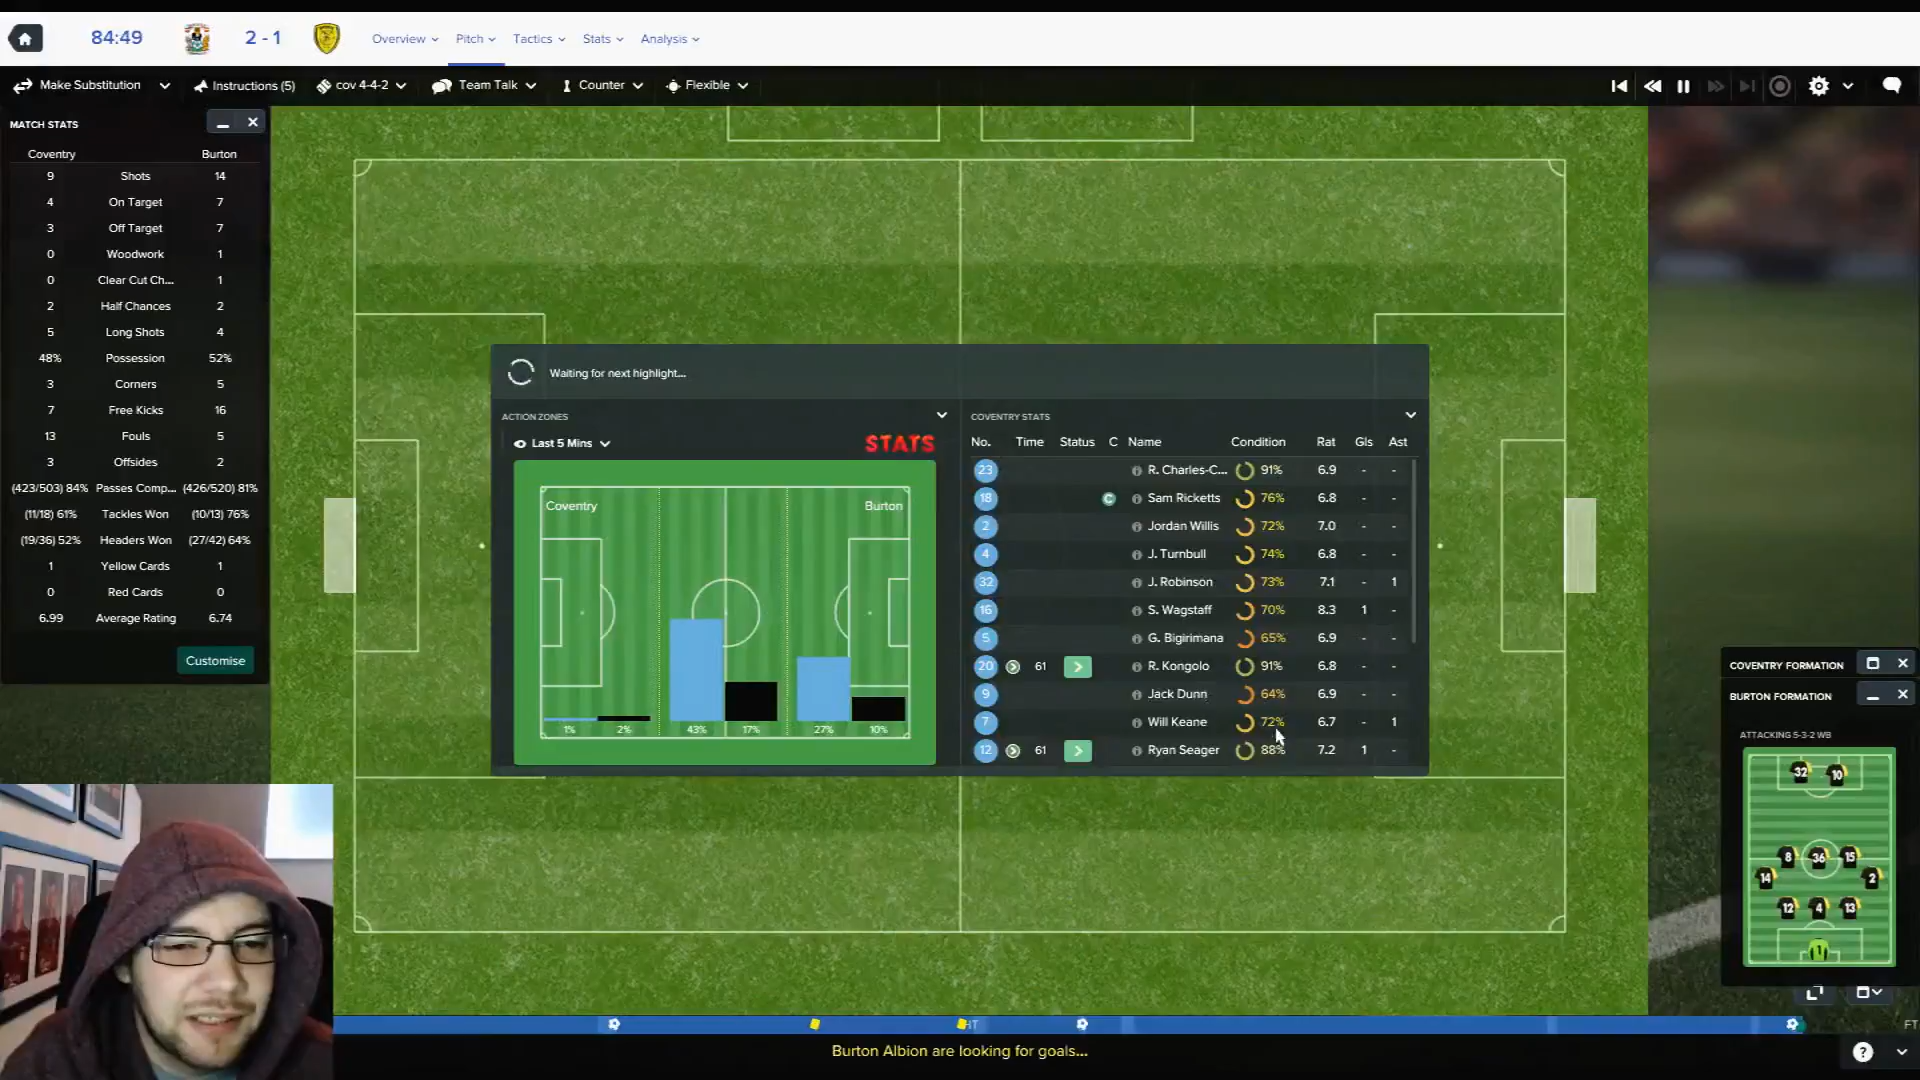 84:49 2 - 1 Overview Pitch Tactics Stats Analysis
Make Substitution Instructions (5) cov 4-4-2 Team Talk Counter Flexible
MATCH STATS
Coventry Burton
9 Shots 14
4 On Target 7
3 Off Target 7
0 Woodwork 1
0 Clear Cut Ch... 1
2 Half Chances 2
5 Long Shots 4
48% Possession 52%
3 Corners 5
7 Free Kicks 16
13 Fouls 5
3 Offsides 2
(423/503) 84% Passes Comp... (426/520) 81%
(11/18) 61% Tackles Won (10/13) 76%
(19/36) 52% Headers Won (27/42) 64%
1 Yellow Cards 1
0 Red Cards 0
6.99 Average Rating 6.74
Customise
Waiting for next highlight...
ACTION ZONES
Last 5 Mins STATS
Coventry Burton
1% 2% 43% 17% 27% 10%
COVENTRY STATS
No. Time Status C Name Condition Rat Gls Ast
23 R. Charles-C... 91% 6.9 - -
18 C Sam Ricketts 76% 6.8 - -
2 Jordan Willis 72% 7.0 - -
4 J. Turnbull 74% 6.8 - -
32 J. Robinson 73% 7.1 - 1
16 S. Wagstaff 70% 8.3 1 -
5 G. Bigirimana 65% 6.9 - -
20 61 R. Kongolo 91% 6.8 - -
9 Jack Dunn 64% 6.9 - -
7 Will Keane 72% 6.7 - 1
12 61 Ryan Seager 88% 7.2 1 -
COVENTRY FORMATION
BURTON FORMATION
ATTACKING 5-3-2 WB
32 10
8 36 15
14 2
12 4 13
1
HT FT
Burton Albion are looking for goals...
?